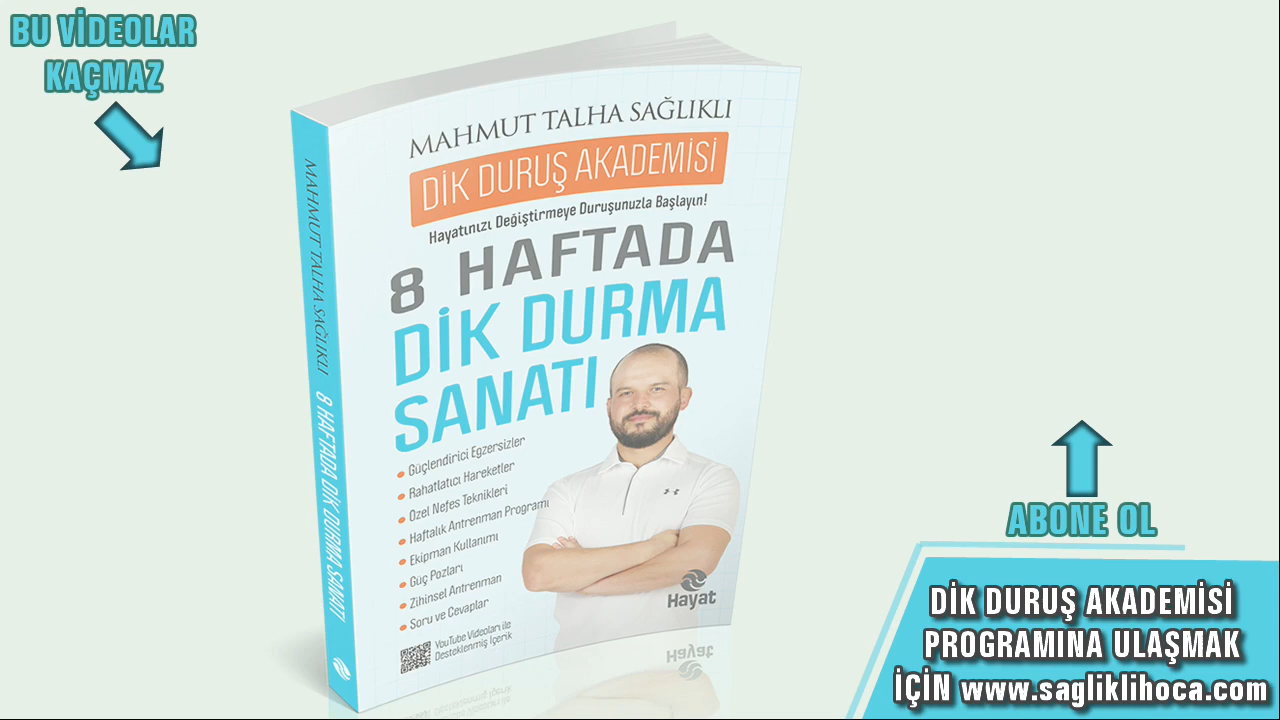 BU VİDEOLAR
KAÇMAZ
MAHMUT TALHA SAĞLIKLI
DİK DURUŞ AKADEMİSİ
Hayatınızı Değiştirmeye Duruşunuzla Başlayın!
8 HAFTADA
DİK DURMA
SANATI
Güçlendirici Egzersizler
Rahatlatıcı Hareketler
Özel Nefes Teknikleri
Haftalık Antrenman Programı
Ekipman Kullanımı
Güç Pozları
Zihinsel Antrenman
Soru ve Cevaplar
YouTube Videoları ile
Desteklenmiş İçerik
Hayat
MAHMUT TALHA SAĞLIKLI 8 HAFTADA DİK DURMA SANATI
ABONE OL
DİK DURUŞ AKADEMİSİ
PROGRAMINA ULAŞMAK
İÇİN www.sagliklihoca.com